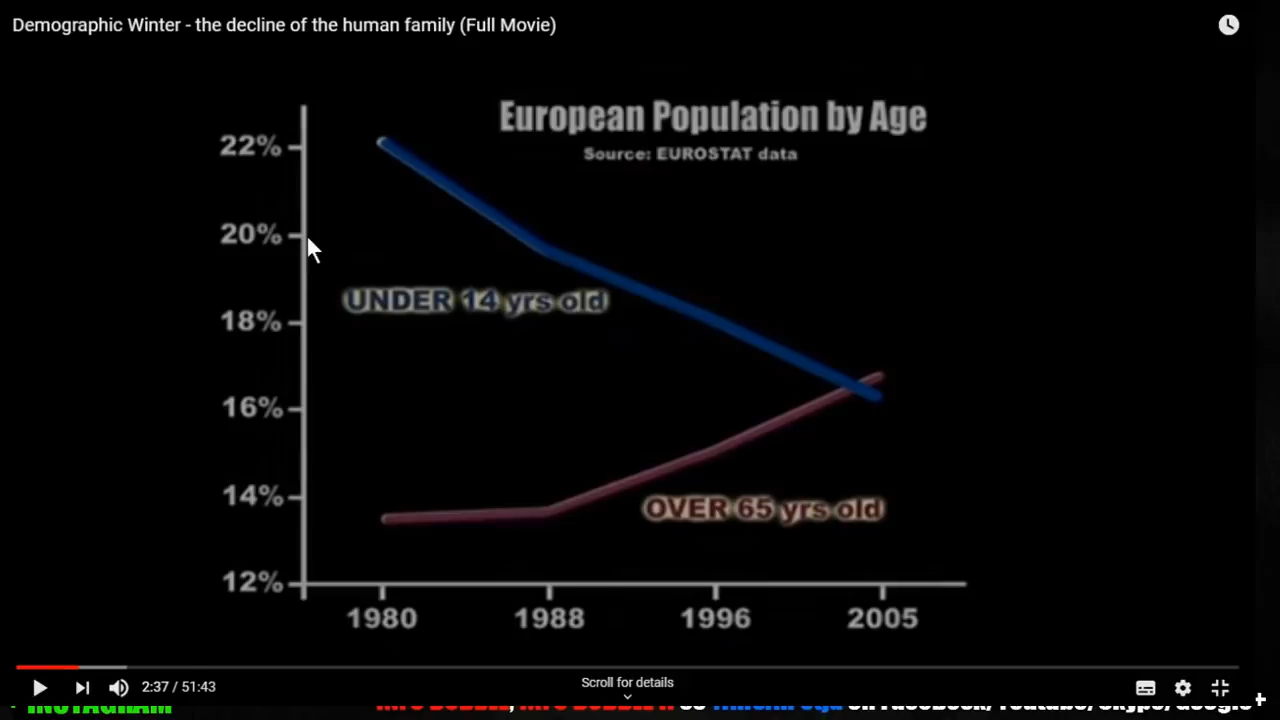 Demographic Winter - the decline of the human family (Full Movie)
European Population by Age
Source: EUROSTAT data
22%
20%
UNDER 14 yrs old
18%
16%
14%
OVER 65 yrs old
12%
1980 1988 1996 2005
2:37 / 51:43
Scroll for details